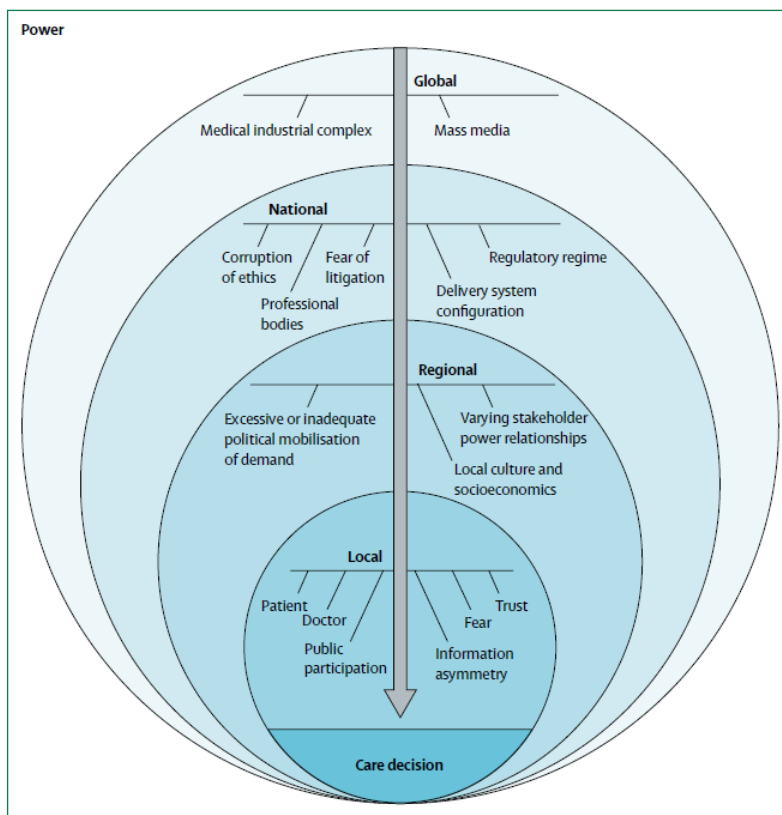 Power
Global
Medical industrial complex
Mass media
National
Corruption
of ethics
Fear of
litigation
Regulatory regime
Professional
bodies
Delivery system
configuration
Regional
Excessive or inadequate
political mobilisation
of demand
Varying stakeholder
power relationships
Local culture and
socioeconomics
Local
Patient
Doctor
Public
participation
Trust
Fear
Information
asymmetry
Care decision